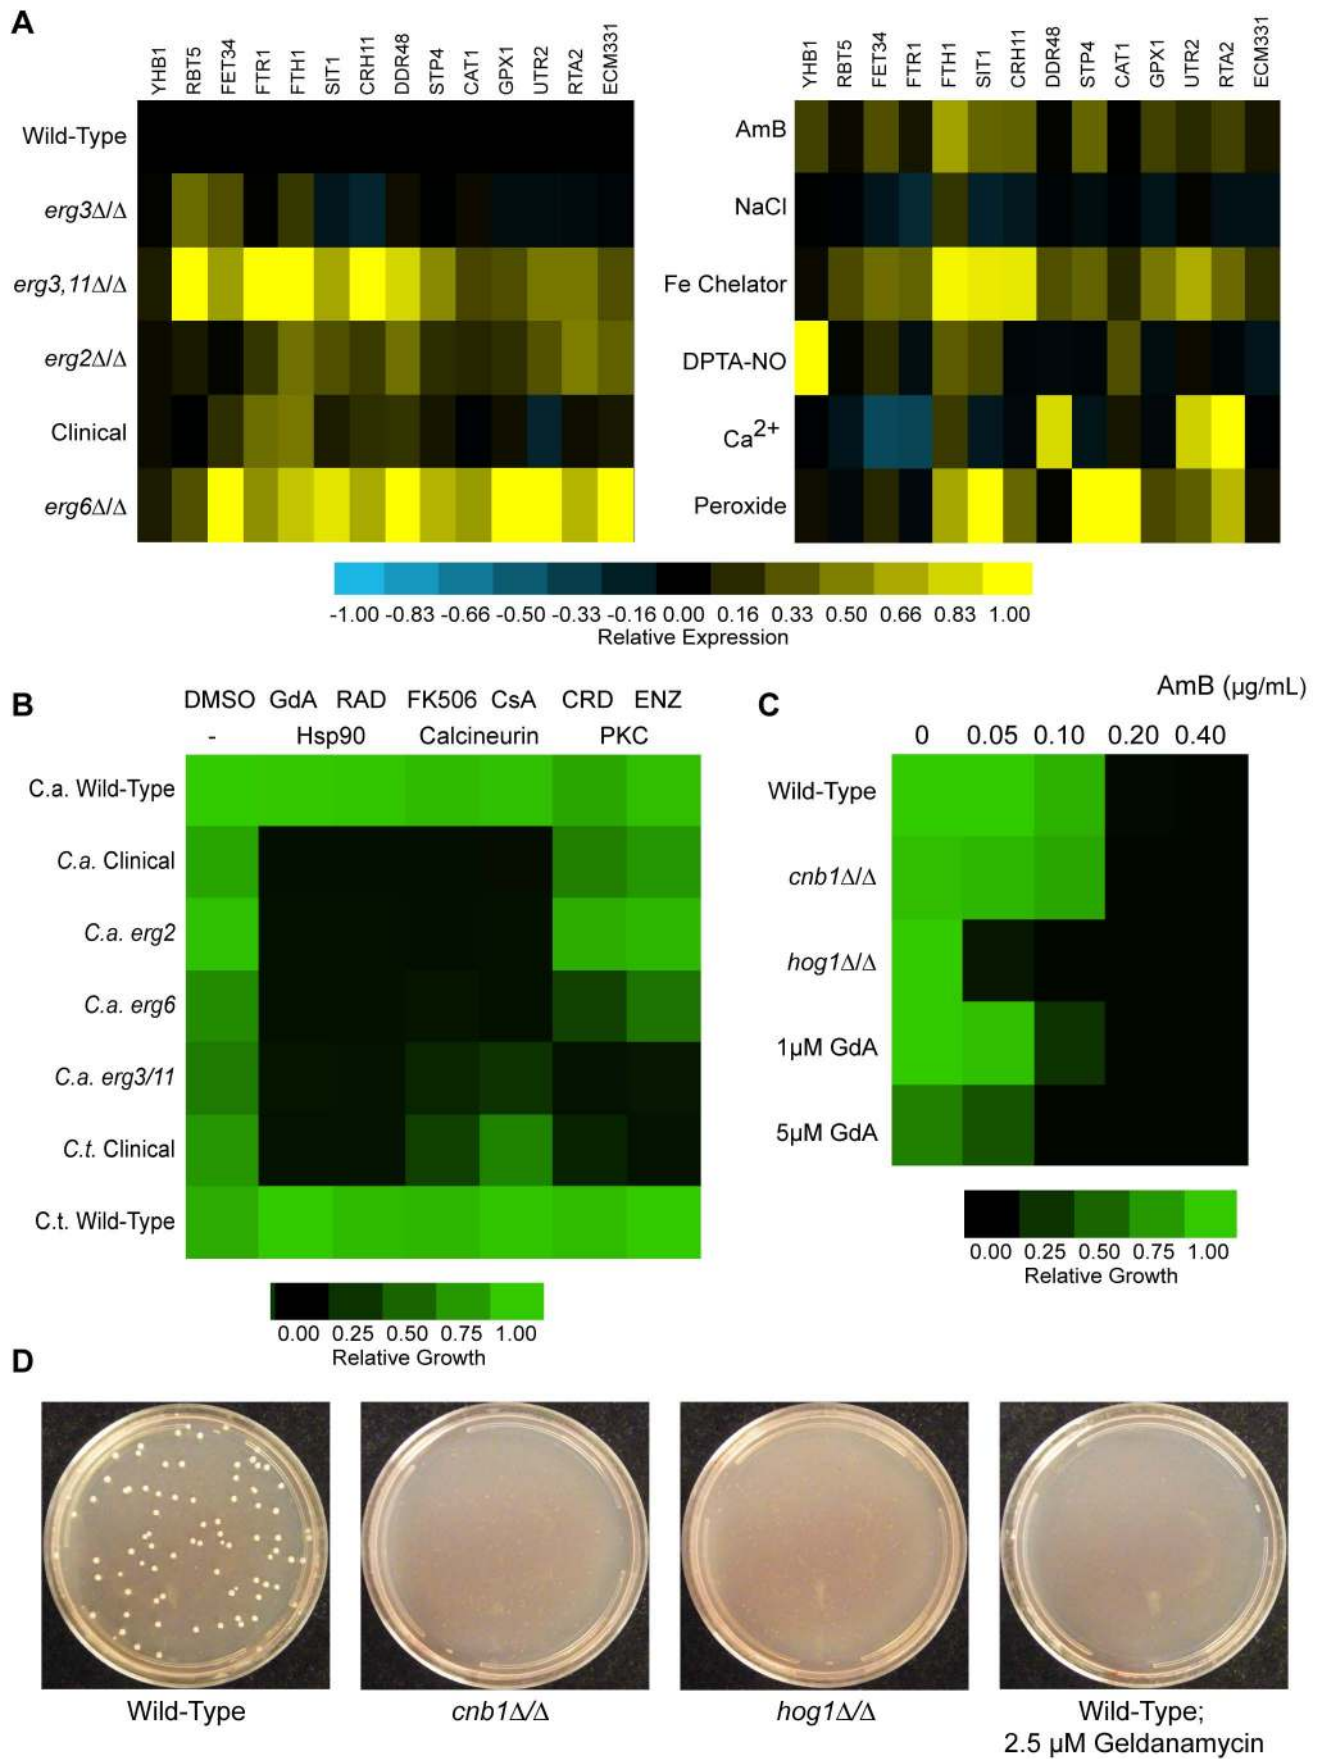 A
YHB1 RBT5 FET34 FTR1 FTH1 SIT1 CRH11 DDR48 STP4 CAT1 GPX1 UTR2 RTA2 ECM331
Wild-Type
erg3Δ/Δ
erg3,11Δ/Δ
erg2Δ/Δ
Clinical
erg6Δ/Δ
YHB1 RBT5 FET34 FTR1 FTH1 SIT1 CRH11 DDR48 STP4 CAT1 GPX1 UTR2 RTA2 ECM331
AmB
NaCl
Fe Chelator
DPTA-NO
Ca2+
Peroxide
-1.00 -0.83 -0.66 -0.50 -0.33 -0.16 0.00 0.16 0.33 0.50 0.66 0.83 1.00
Relative Expression
B
DMSO GdA RAD FK506 CsA CRD ENZ
- Hsp90 Calcineurin PKC
C.a. Wild-Type
C.a. Clinical
C.a. erg2
C.a. erg6
C.a. erg3/11
C.t. Clinical
C.t. Wild-Type
0.00 0.25 0.50 0.75 1.00
Relative Growth
C
AmB (µg/mL)
0 0.05 0.10 0.20 0.40
Wild-Type
cnb1Δ/Δ
hog1Δ/Δ
1µM GdA
5µM GdA
0.00 0.25 0.50 0.75 1.00
Relative Growth
D
Wild-Type
cnb1Δ/Δ
hog1Δ/Δ
Wild-Type;
2.5 µM Geldanamycin